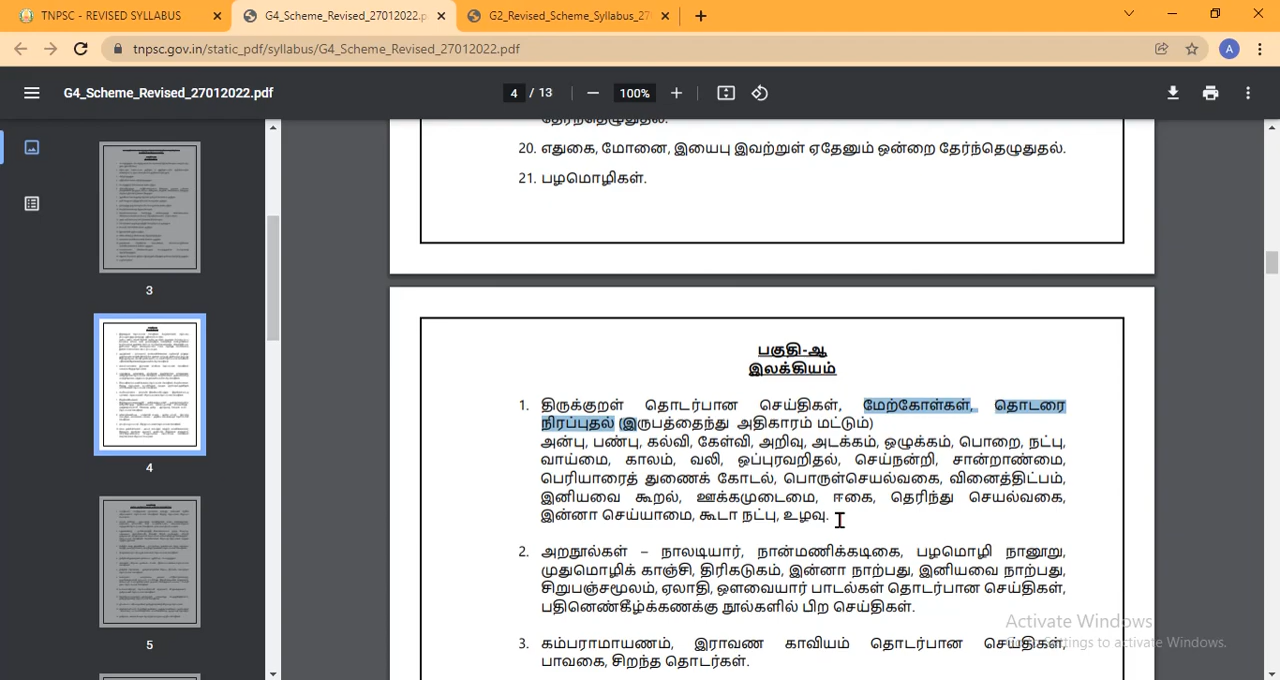 TNPSC - REVISED SYLLABUS
G4_Scheme_Revised_27012022.p
G2_Revised_Scheme_Syllabus_27
tnpsc.gov.in/static_pdf/syllabus/G4_Scheme_Revised_27012022.pdf
A
G4_Scheme_Revised_27012022.pdf
4 / 13
100%
தேர்ந்தெழுதுதல்.
20. எதுகை, மோனை, இயைபு இவற்றுள் ஏதேனும் ஒன்றை தேர்ந்தெழுதுதல்.
21. பழமொழிகள்.
3
பகுதி-ஆ
இலக்கியம்
1. திருக்குறள் தொடர்பான செய்திகள், மேற்கோள்கள், தொடரை
நிரப்புதல் (இருபத்தைந்து அதிகாரம் மட்டும்)
அன்பு, பண்பு, கல்வி, கேள்வி, அறிவு, அடக்கம், ஒழுக்கம், பொறை, நட்பு,
வாய்மை, காலம், வலி, ஒப்புரவறிதல், செய்நன்றி, சான்றாண்மை,
பெரியாரைத் துணைக் கோடல், பொருள்செயல்வகை, வினைத்திட்பம்,
இனியவை கூறல், ஊக்கமுடைமை, ஈகை, தெரிந்து செயல்வகை,
இன்னா செய்யாமை, கூடா நட்பு, உழவு.
4
2. அறநூல்கள் – நாலடியார், நான்மணிக்கடிகை, பழமொழி நானூறு,
முதுமொழிக் காஞ்சி, திரிகடுகம், இன்னா நாற்பது, இனியவை நாற்பது,
சிறுபஞ்சமூலம், ஏலாதி, ஔவையார் பாடல்கள் தொடர்பான செய்திகள்,
பதினெண்கீழ்க்கணக்கு நூல்களில் பிற செய்திகள்.
Activate Windows
Settings to activate Windows.
3. கம்பராமாயணம், இராவண காவியம் தொடர்பான செய்திகள்,
பாவகை, சிறந்த தொடர்கள்.
5